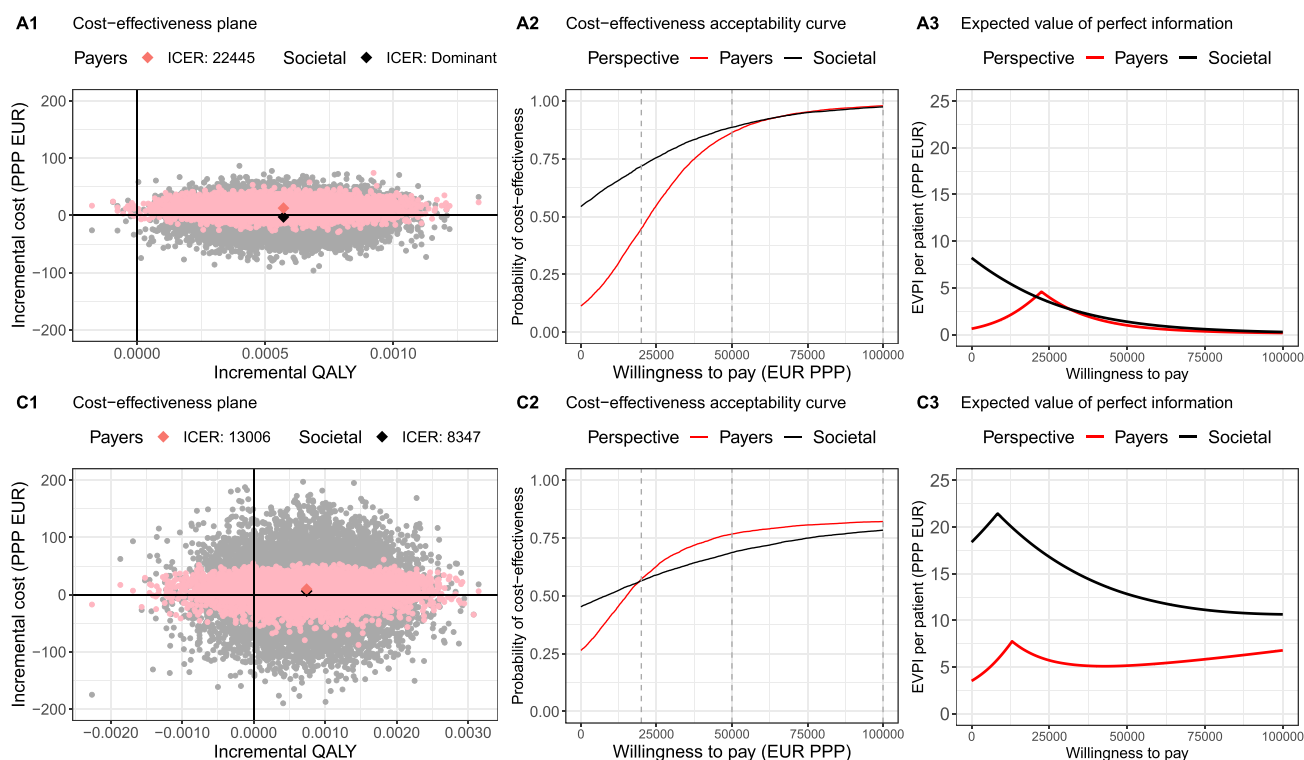 A1 Cost−effectiveness plane
Payers ICER: 22445 Societal ICER: Dominant
Incremental cost (PPP EUR)
200
100
0
−100
−200
0.0000 0.0005 0.0010
Incremental QALY
A2 Cost−effectiveness acceptability curve
Perspective Payers Societal
Probability of cost−effectiveness
1.00
0.75
0.50
0.25
0.00
0 25000 50000 75000 100000
Willingness to pay (EUR PPP)
A3 Expected value of perfect information
Perspective Payers Societal
EVPI per patient (PPP EUR)
25
20
15
10
5
0
0 25000 50000 75000 100000
Willingness to pay
C1 Cost−effectiveness plane
Payers ICER: 13006 Societal ICER: 8347
Incremental cost (PPP EUR)
200
100
0
−100
−200
−0.0020 −0.0010 0.0000 0.0010 0.0020 0.0030
Incremental QALY
C2 Cost−effectiveness acceptability curve
Perspective Payers Societal
Probability of cost−effectiveness
1.00
0.75
0.50
0.25
0.00
0 25000 50000 75000 100000
Willingness to pay (EUR PPP)
C3 Expected value of perfect information
Perspective Payers Societal
EVPI per patient (PPP EUR)
25
20
15
10
5
0
0 25000 50000 75000 100000
Willingness to pay